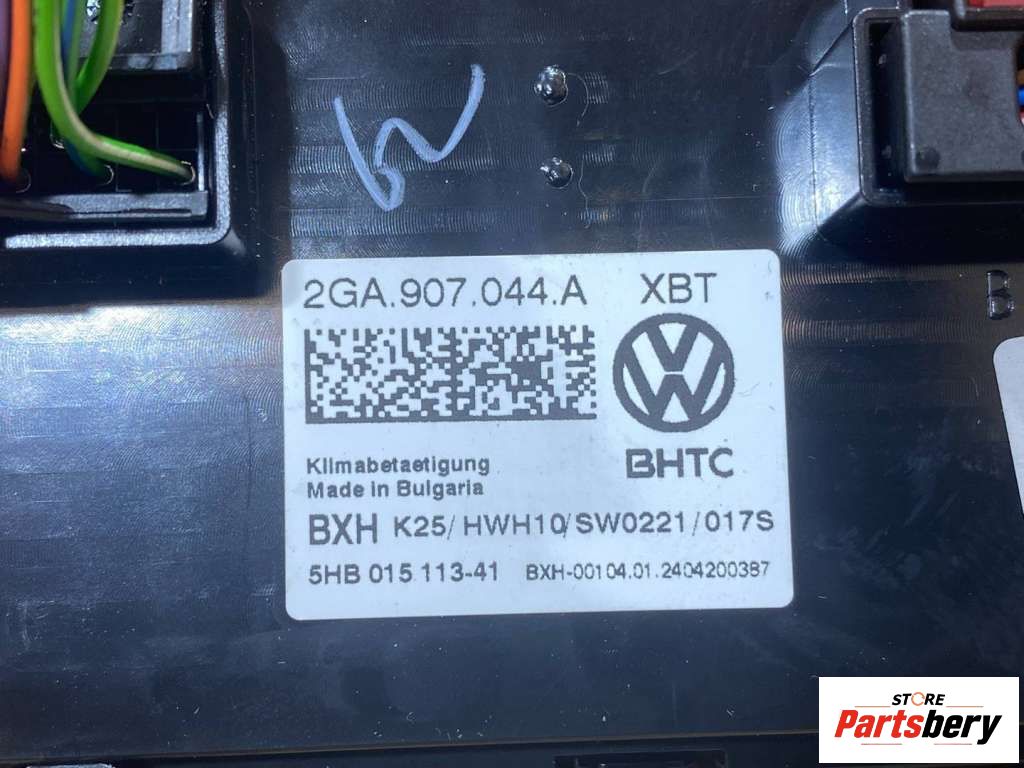 2GA.907.044.A XBT
BHTC
Klimabetaetigung
Made in Bulgaria
BXH K25/HWH10/SW0221/017S
5HB 015 113-41 BXH-00104.01.2404200387
B
STORE
Partsbery